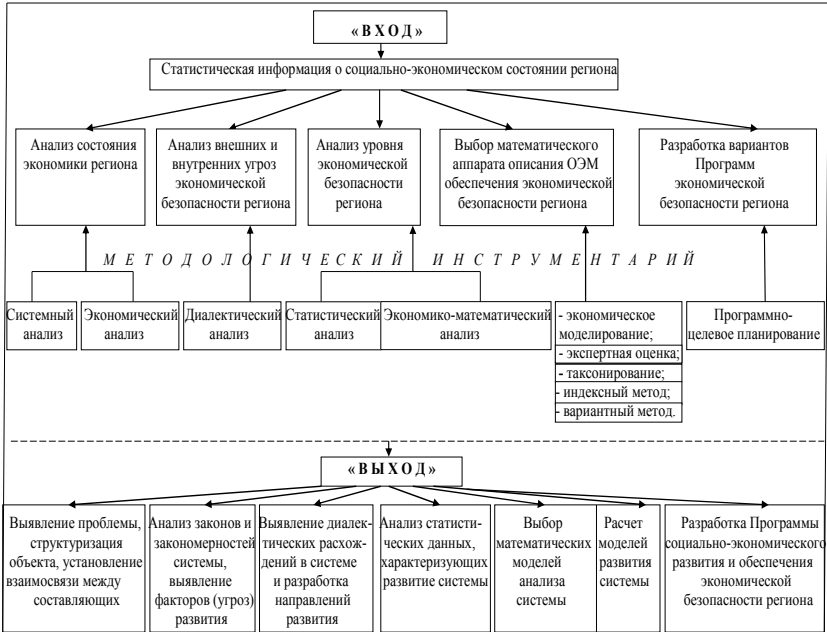 «ВХОД»
Статистическая информация о социально-экономическом состоянии региона
Анализ состояния
экономики региона
Анализ внешних и
внутренних угроз
экономической
безопасности региона
Анализ уровня
экономической
безопасности
региона
Выбор математического
аппарата описания ОЭМ
обеспечения экономической
безопасности региона
Разработка вариантов
Программ
экономической
безопасности региона
МЕТОДОЛОГИЧЕСКИЙ ИНСТРУМЕНТАРИЙ
Системный
анализ
Экономический
анализ
Диалектический
анализ
Статистический
анализ
Экономико-математический
анализ
- экономическое
моделирование;
- экспертная оценка;
- таксонирование;
- индексный метод;
- вариантный метод.
Программно-
целевое планирование
«ВЫХОД»
Выявление проблемы,
структуризация
объекта, установление
взаимосвязи между
составляющих
Анализ законов и
закономерностей
системы,
выявление
факторов (угроз)
развития
Выявление диалек-
тических расхож-
дений в системе
и разработка
направлений
развития
Анализ статисти-
ческих данных,
характеризующих
развитие системы
Выбор
математических
моделей
анализа
системы
Расчет
моделей
развития
системы
Разработка Программы
социально-экономического
развития и обеспечения
экономической
безопасности региона